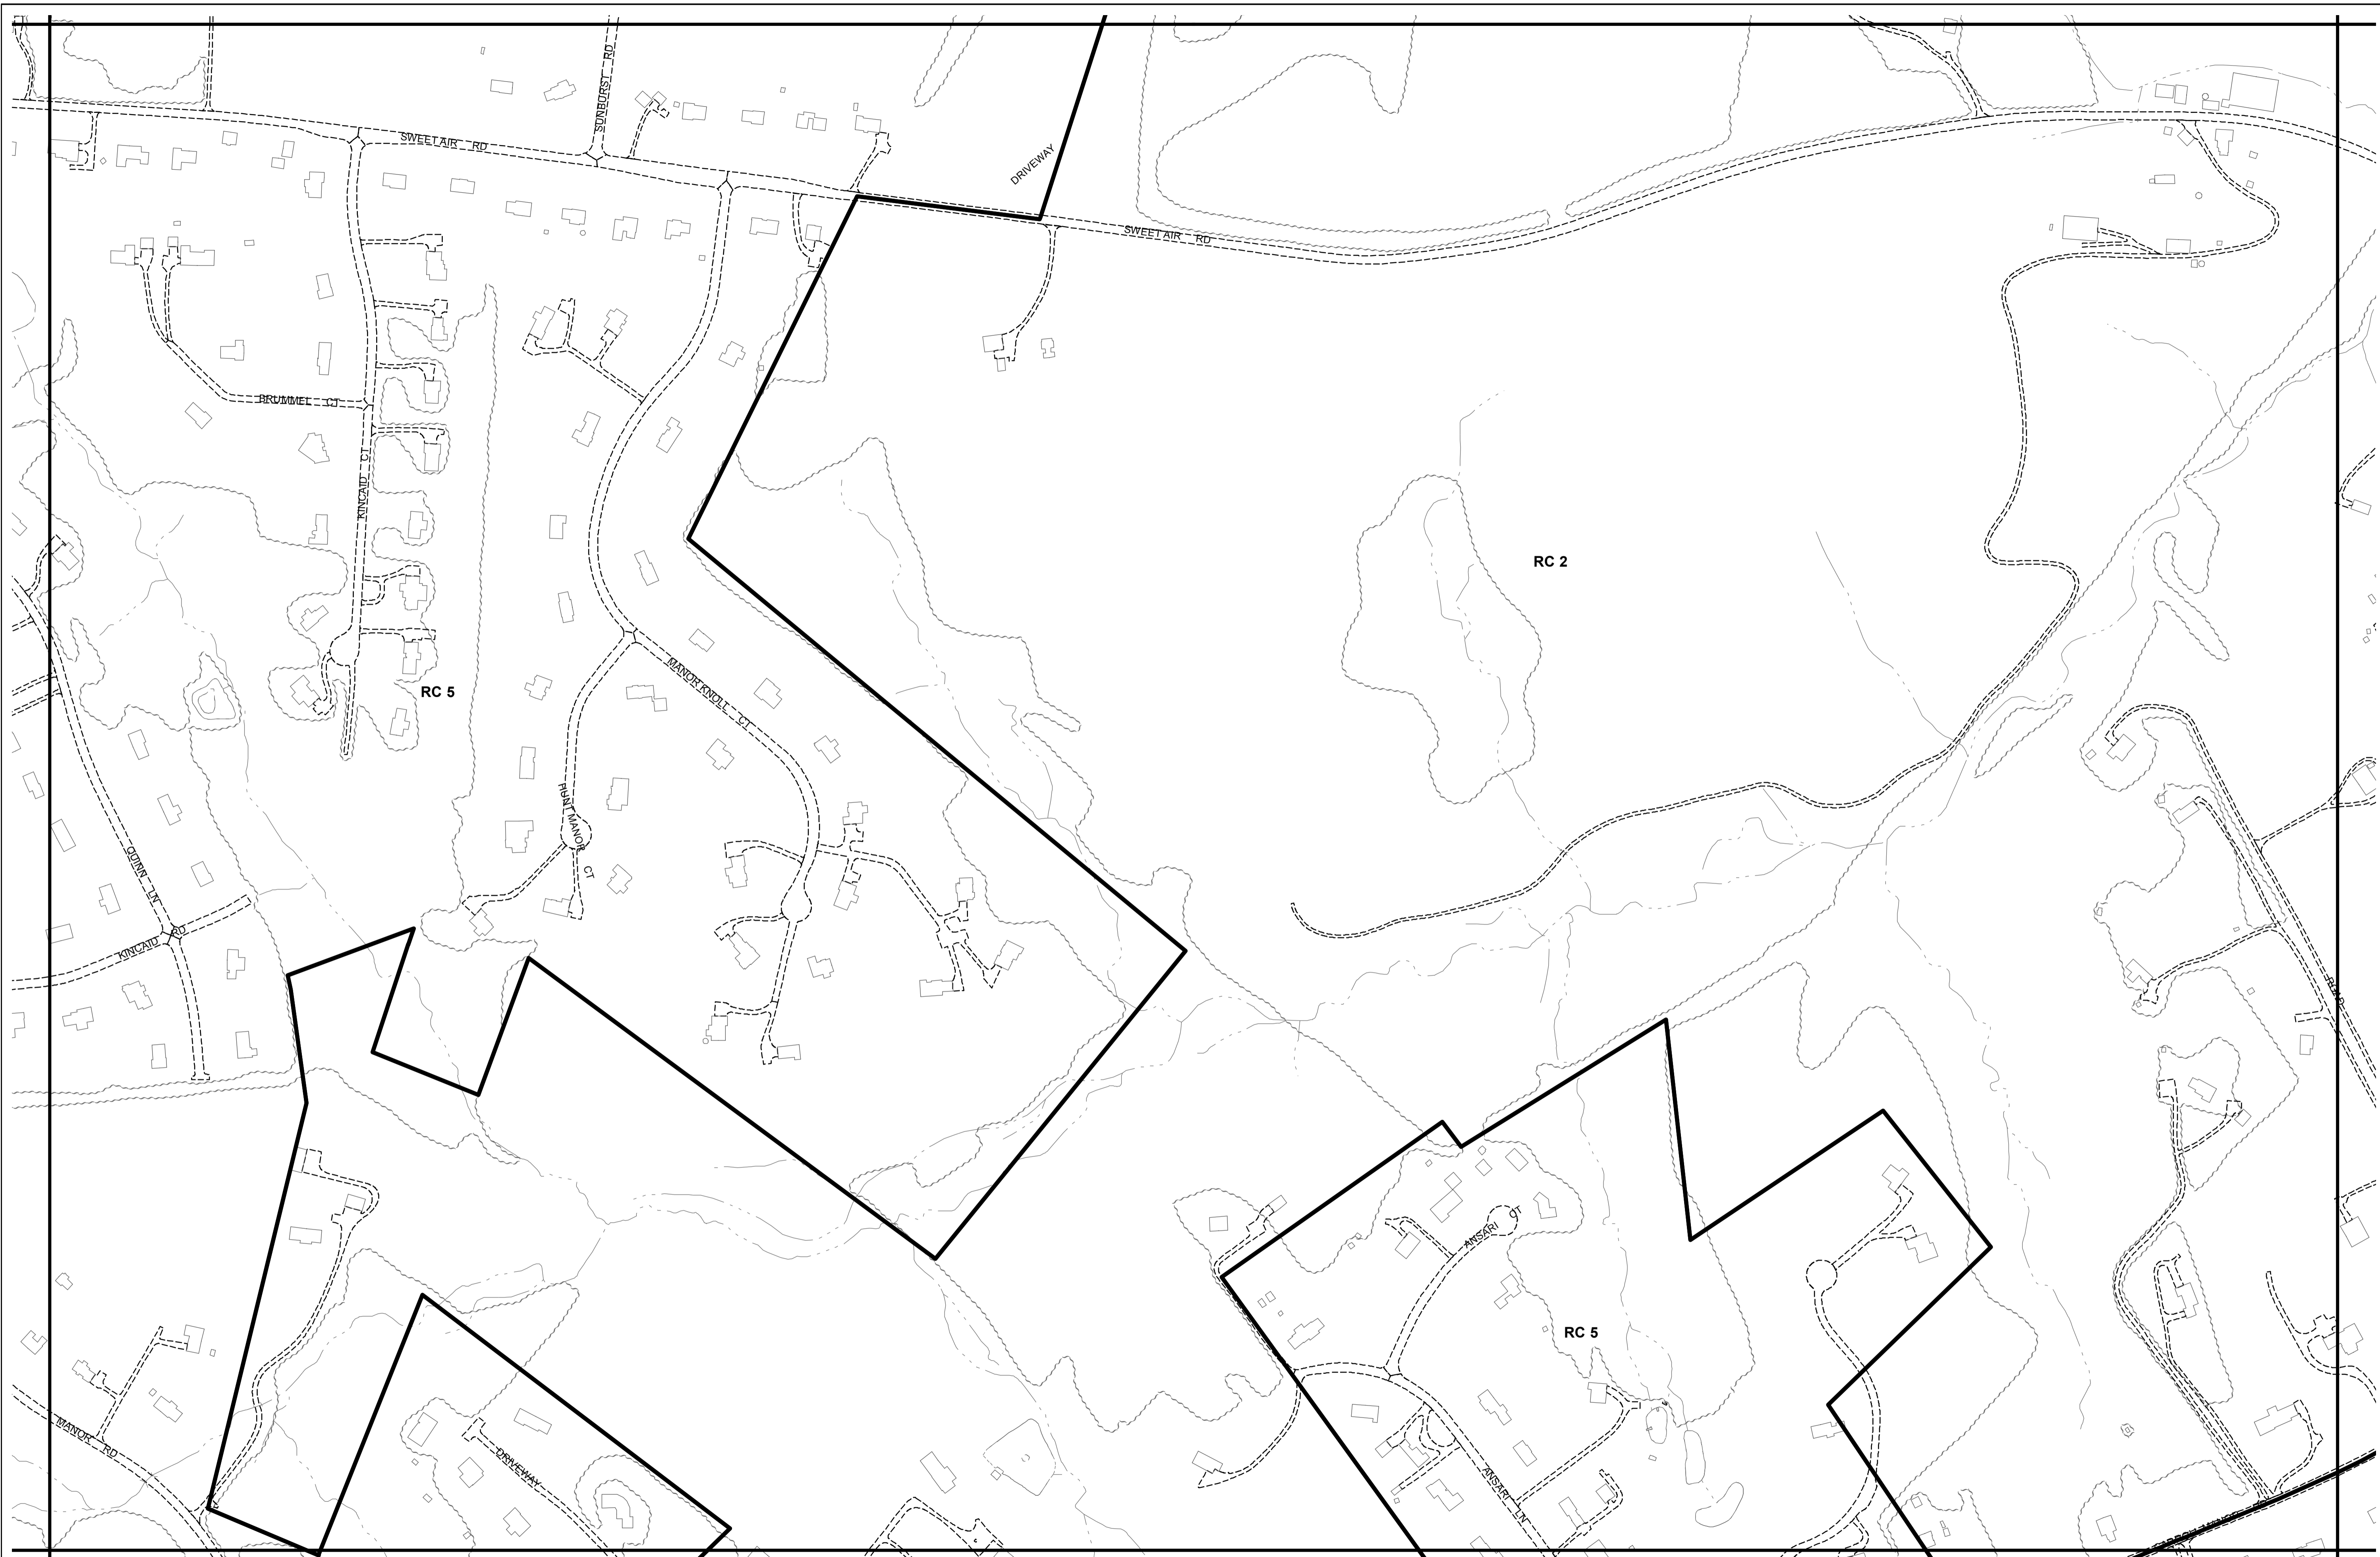 SUNBURST RD
SWEET AIR RD
DRIVEWAY
SWEET AIR RD
BRUMMEL CT
KINCAID CT
RC 2
RC 5
MANOR KNOLL CT
HUNT MANOR CT
QUINN LN
KINCAID RD
ANSARI CT
RC 5
MANOR RD
DRIVEWAY
ANSARI LN